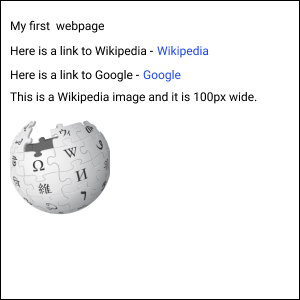 My first  webpage
Here is a link to Wikipedia - Wikipedia
Here is a link to Google - Google
This is a Wikipedia image and it is 100px wide.
Ω W И 維